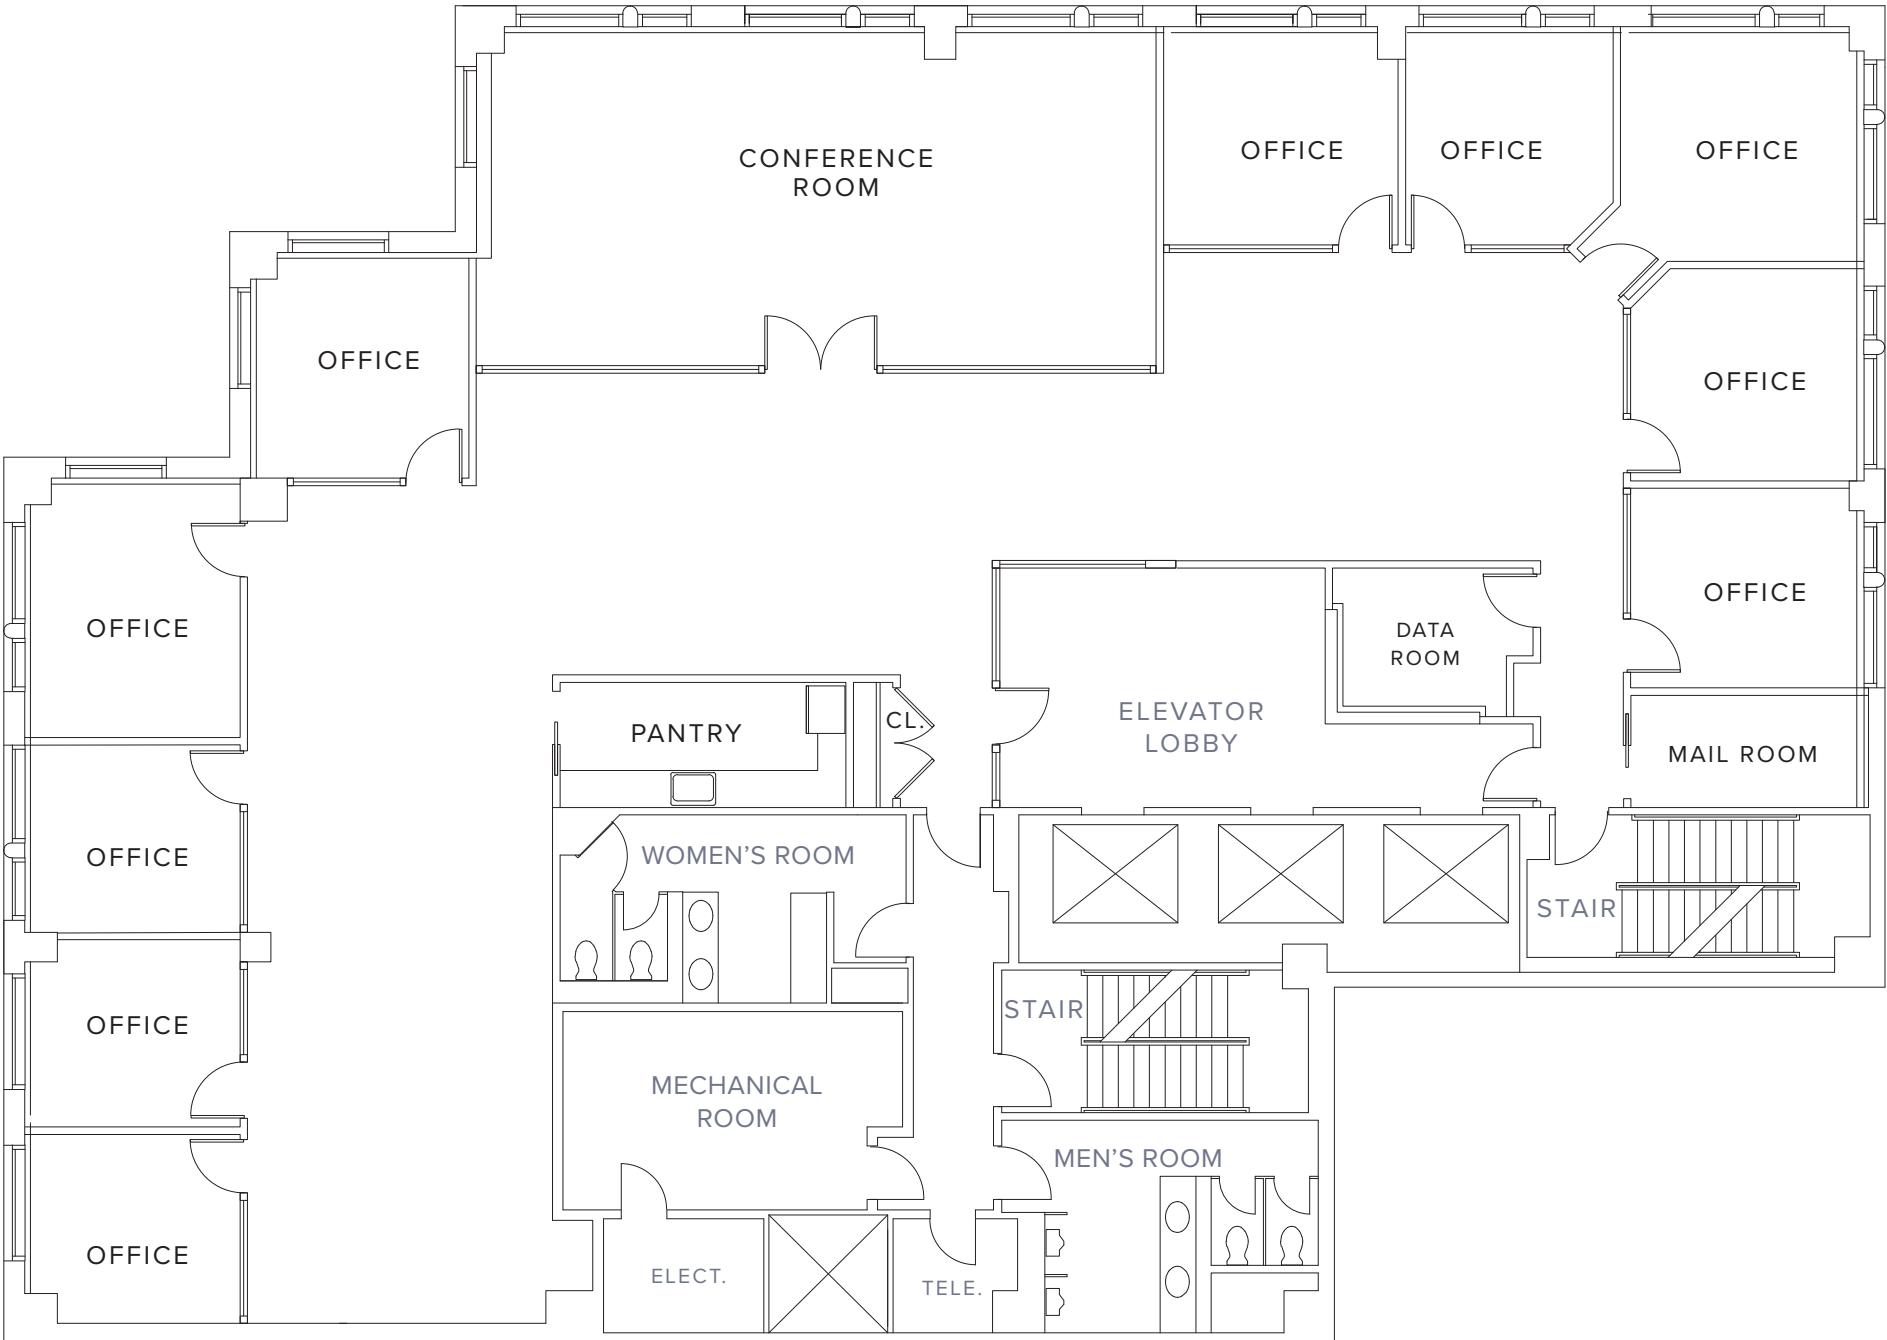 CONFERENCE
ROOM
OFFICE
OFFICE
OFFICE
OFFICE
OFFICE
OFFICE
OFFICE
DATA
ROOM
ELEVATOR
LOBBY
CL.
PANTRY
MAIL ROOM
WOMEN'S ROOM
OFFICE
STAIR
STAIR
OFFICE
MECHANICAL
ROOM
MEN'S ROOM
OFFICE
ELECT.
TELE.